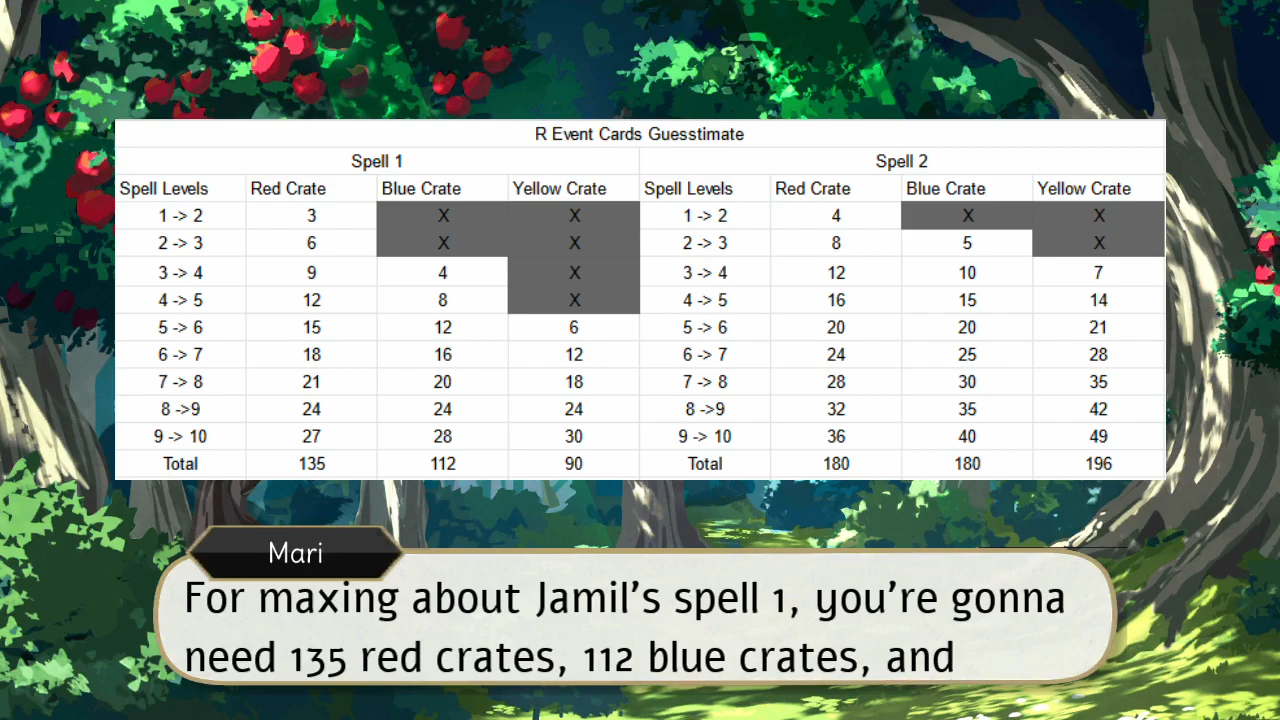 R Event Cards Guesstimate
Spell 1 Spell 2
Spell Levels Red Crate Blue Crate Yellow Crate Spell Levels Red Crate Blue Crate Yellow Crate
1 -> 2 3 X X 1 -> 2 4 X X
2 -> 3 6 X X 2 -> 3 8 5 X
3 -> 4 9 4 X 3 -> 4 12 10 7
4 -> 5 12 8 X 4 -> 5 16 15 14
5 -> 6 15 12 6 5 -> 6 20 20 21
6 -> 7 18 16 12 6 -> 7 24 25 28
7 -> 8 21 20 18 7 -> 8 28 30 35
8 ->9 24 24 24 8 ->9 32 35 42
9 -> 10 27 28 30 9 -> 10 36 40 49
Total 135 112 90 Total 180 180 196
Mari
For maxing about Jamil's spell 1, you're gonna
need 135 red crates, 112 blue crates, and